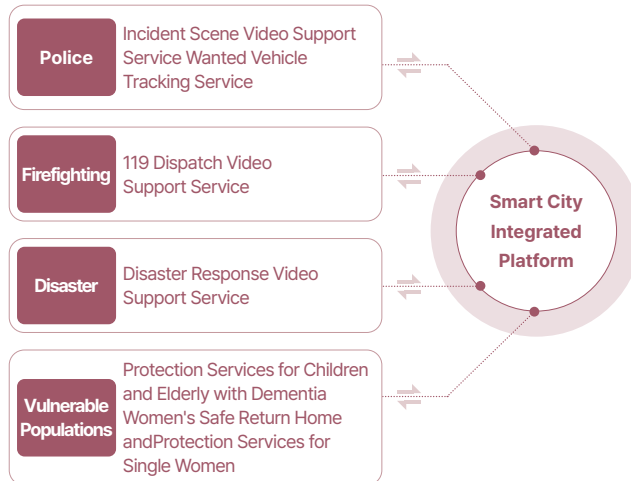 Police
Incident Scene Video Support
Service Wanted Vehicle
Tracking Service
Firefighting
119 Dispatch Video
Support Service
Disaster
Disaster Response Video
Support Service
Vulnerable
Populations
Protection Services for Children
and Elderly with Dementia
Women's Safe Return Home
andProtection Services for
Single Women
Smart City
Integrated
Platform